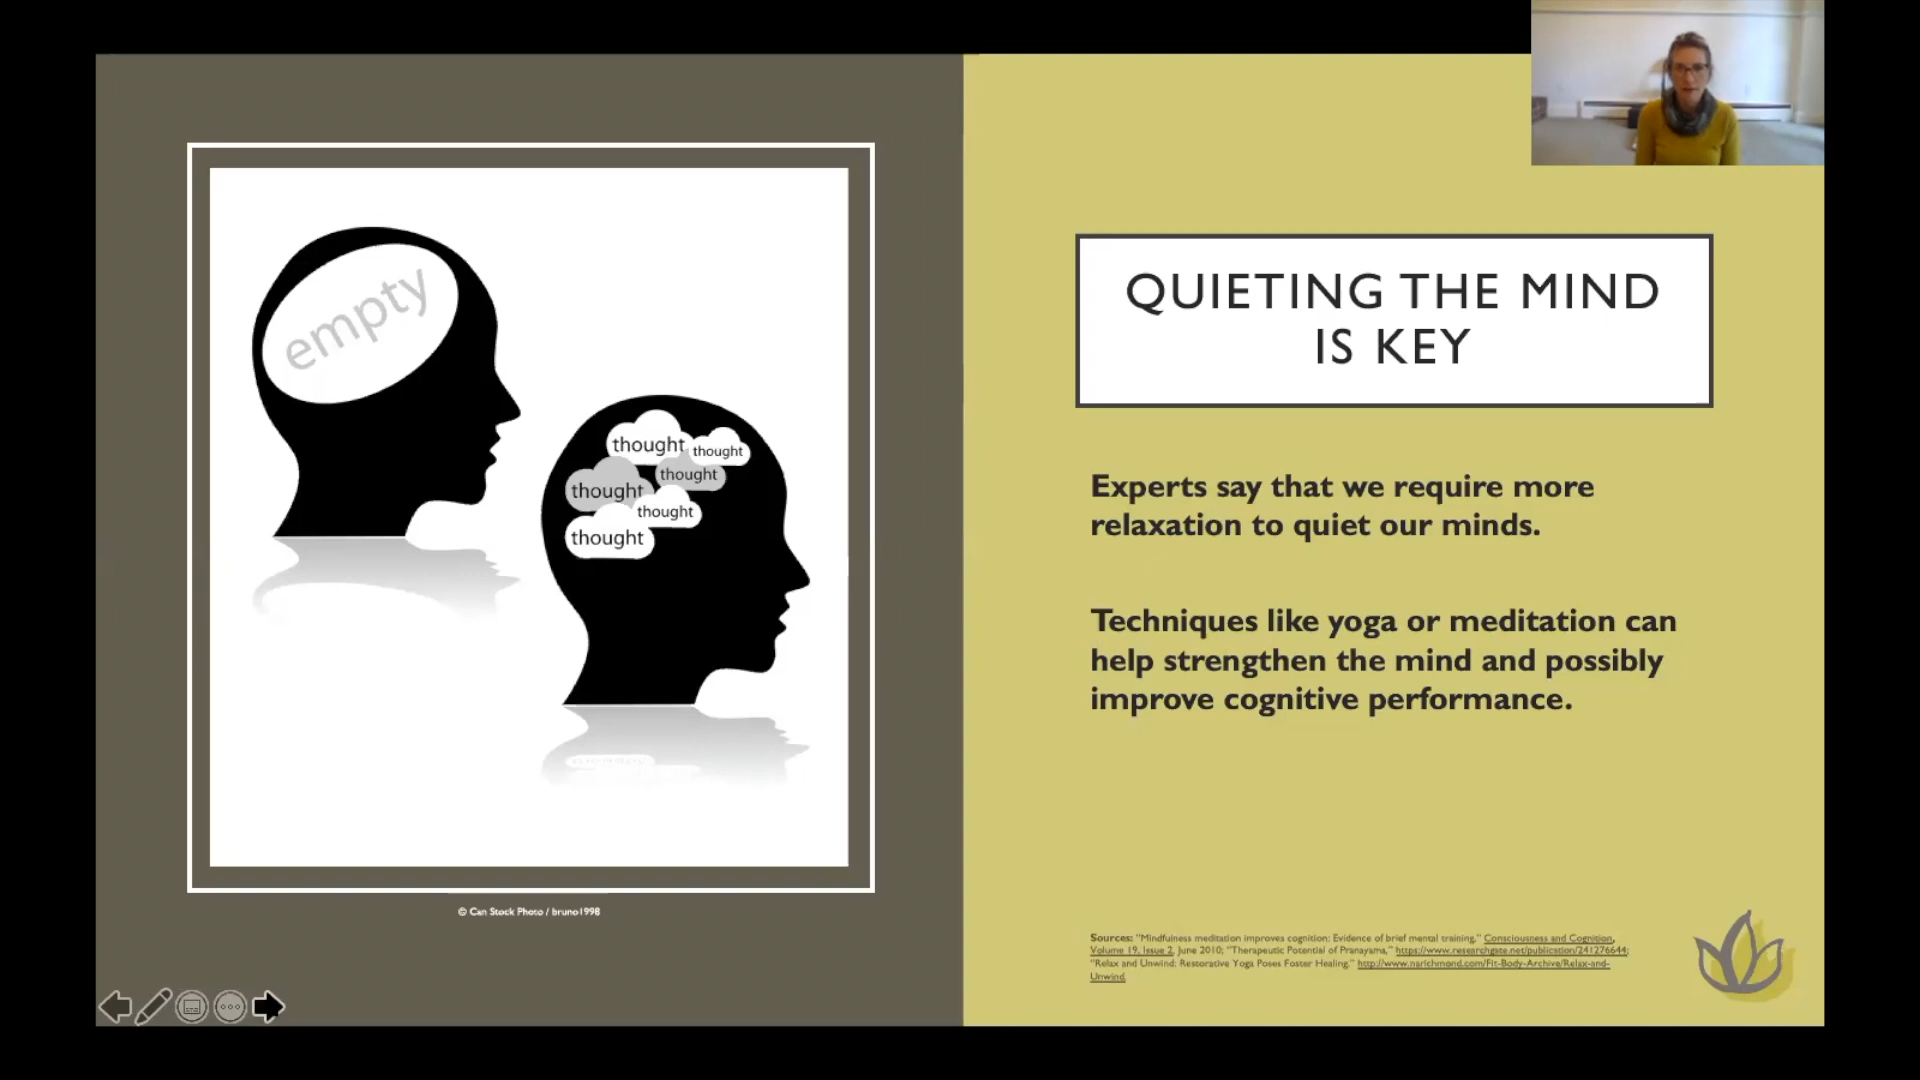 empty
thought
thought
thought
thought
thought
thought
© Can Stock Photo / bruno1998
QUIETING THE MIND
IS KEY
Experts say that we require more
relaxation to quiet our minds.
Techniques like yoga or meditation can
help strengthen the mind and possibly
improve cognitive performance.
Sources: "Mindfulness meditation improves cognition: Evidence of brief mental training," Consciousness and Cognition,
Volume 19, Issue 2, June 2010; "Therapeutic Potential of Pranayama," https://www.researchgate.net/publication/241276644;
"Relax and Unwind: Restorative Yoga Poses Foster Healing," http://www.narichmond.com/Fit-Body-Archive/Relax-and-
Unwind